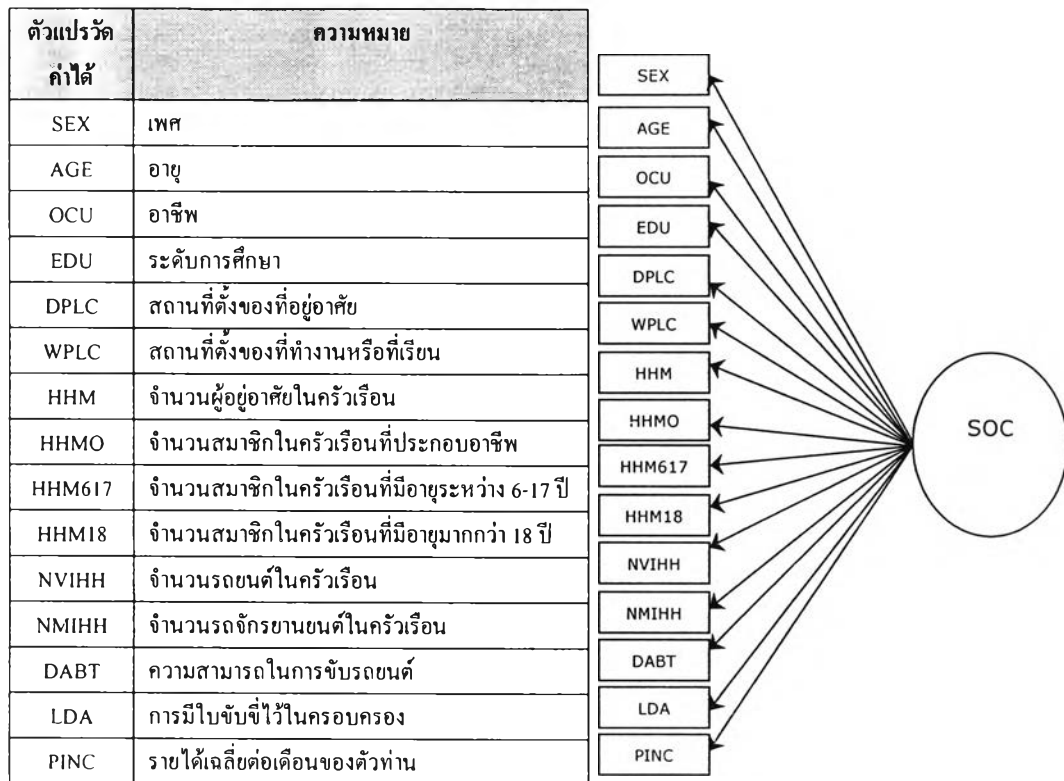 ตัวแปรวัด ความหมาย
ค่าได้
SEX เพศ
AGE อายุ
OCU อาชีพ
EDU ระดับการศึกษา
DPLC สถานที่ตั้งของที่อยู่อาศัย
WPLC สถานที่ตั้งของที่ทำงานหรือที่เรียน
HHM จำนวนผู้อยู่อาศัยในครัวเรือน
HHMO จำนวนสมาชิกในครัวเรือนที่ประกอบอาชีพ
HHM617 จำนวนสมาชิกในครัวเรือนที่มีอายุระหว่าง 6-17 ปี
HHM18 จำนวนสมาชิกในครัวเรือนที่มีอายุมากกว่า 18 ปี
NVIHH จำนวนรถยนต์ในครัวเรือน
NMIHH จำนวนรถจักรยานยนต์ในครัวเรือน
DABT ความสามารถในการขับรถยนต์
LDA การมีใบขับขี่ไว้ในครอบครอง
PINC รายได้เฉลี่ยต่อเดือนของตัวท่าน
SEX
AGE
OCU
EDU
DPLC
WPLC
HHM
HHMO
HHM617
HHM18
NVIHH
NMIHH
DABT
LDA
PINC
SOC